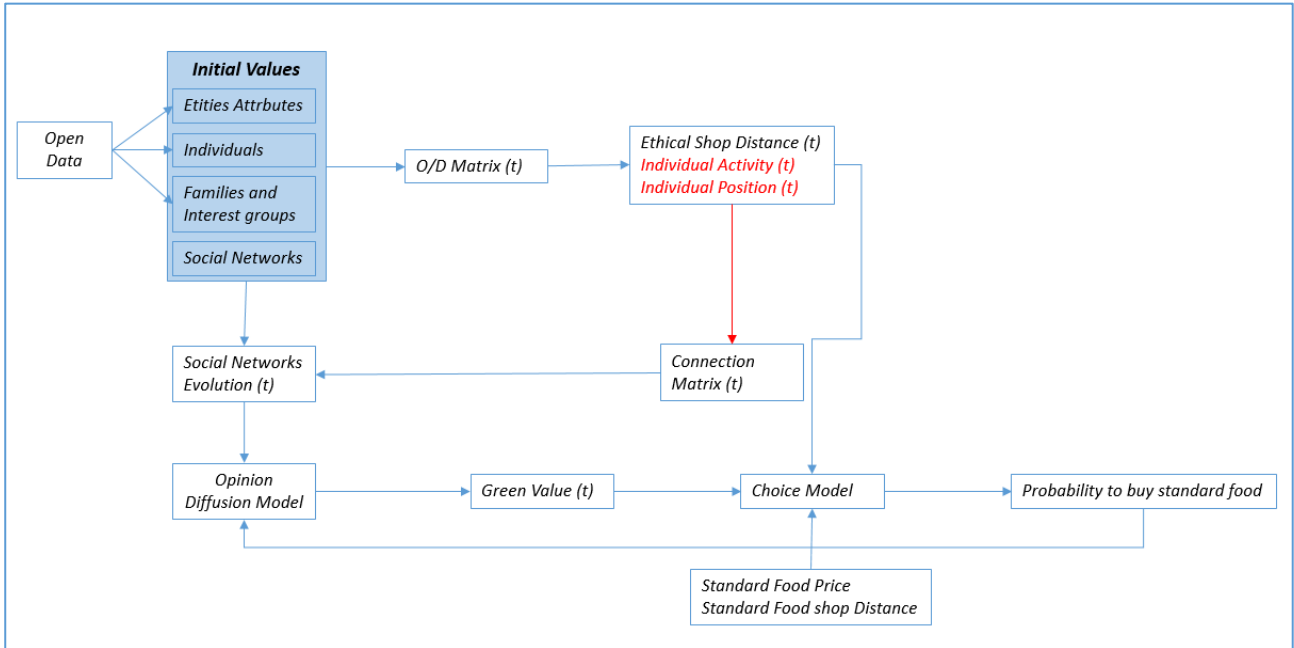 Initial Values
Etities Attrbutes
Open
Data
Individuals
Families and
Interest groups
Social Networks
O/D Matrix (t)
Ethical Shop Distance (t)
Individual Activity (t)
Individual Position (t)
Social Networks
Evolution (t)
Connection
Matrix (t)
Opinion
Diffusion Model
Green Value (t)
Choice Model
Probability to buy standard food
Standard Food Price
Standard Food shop Distance